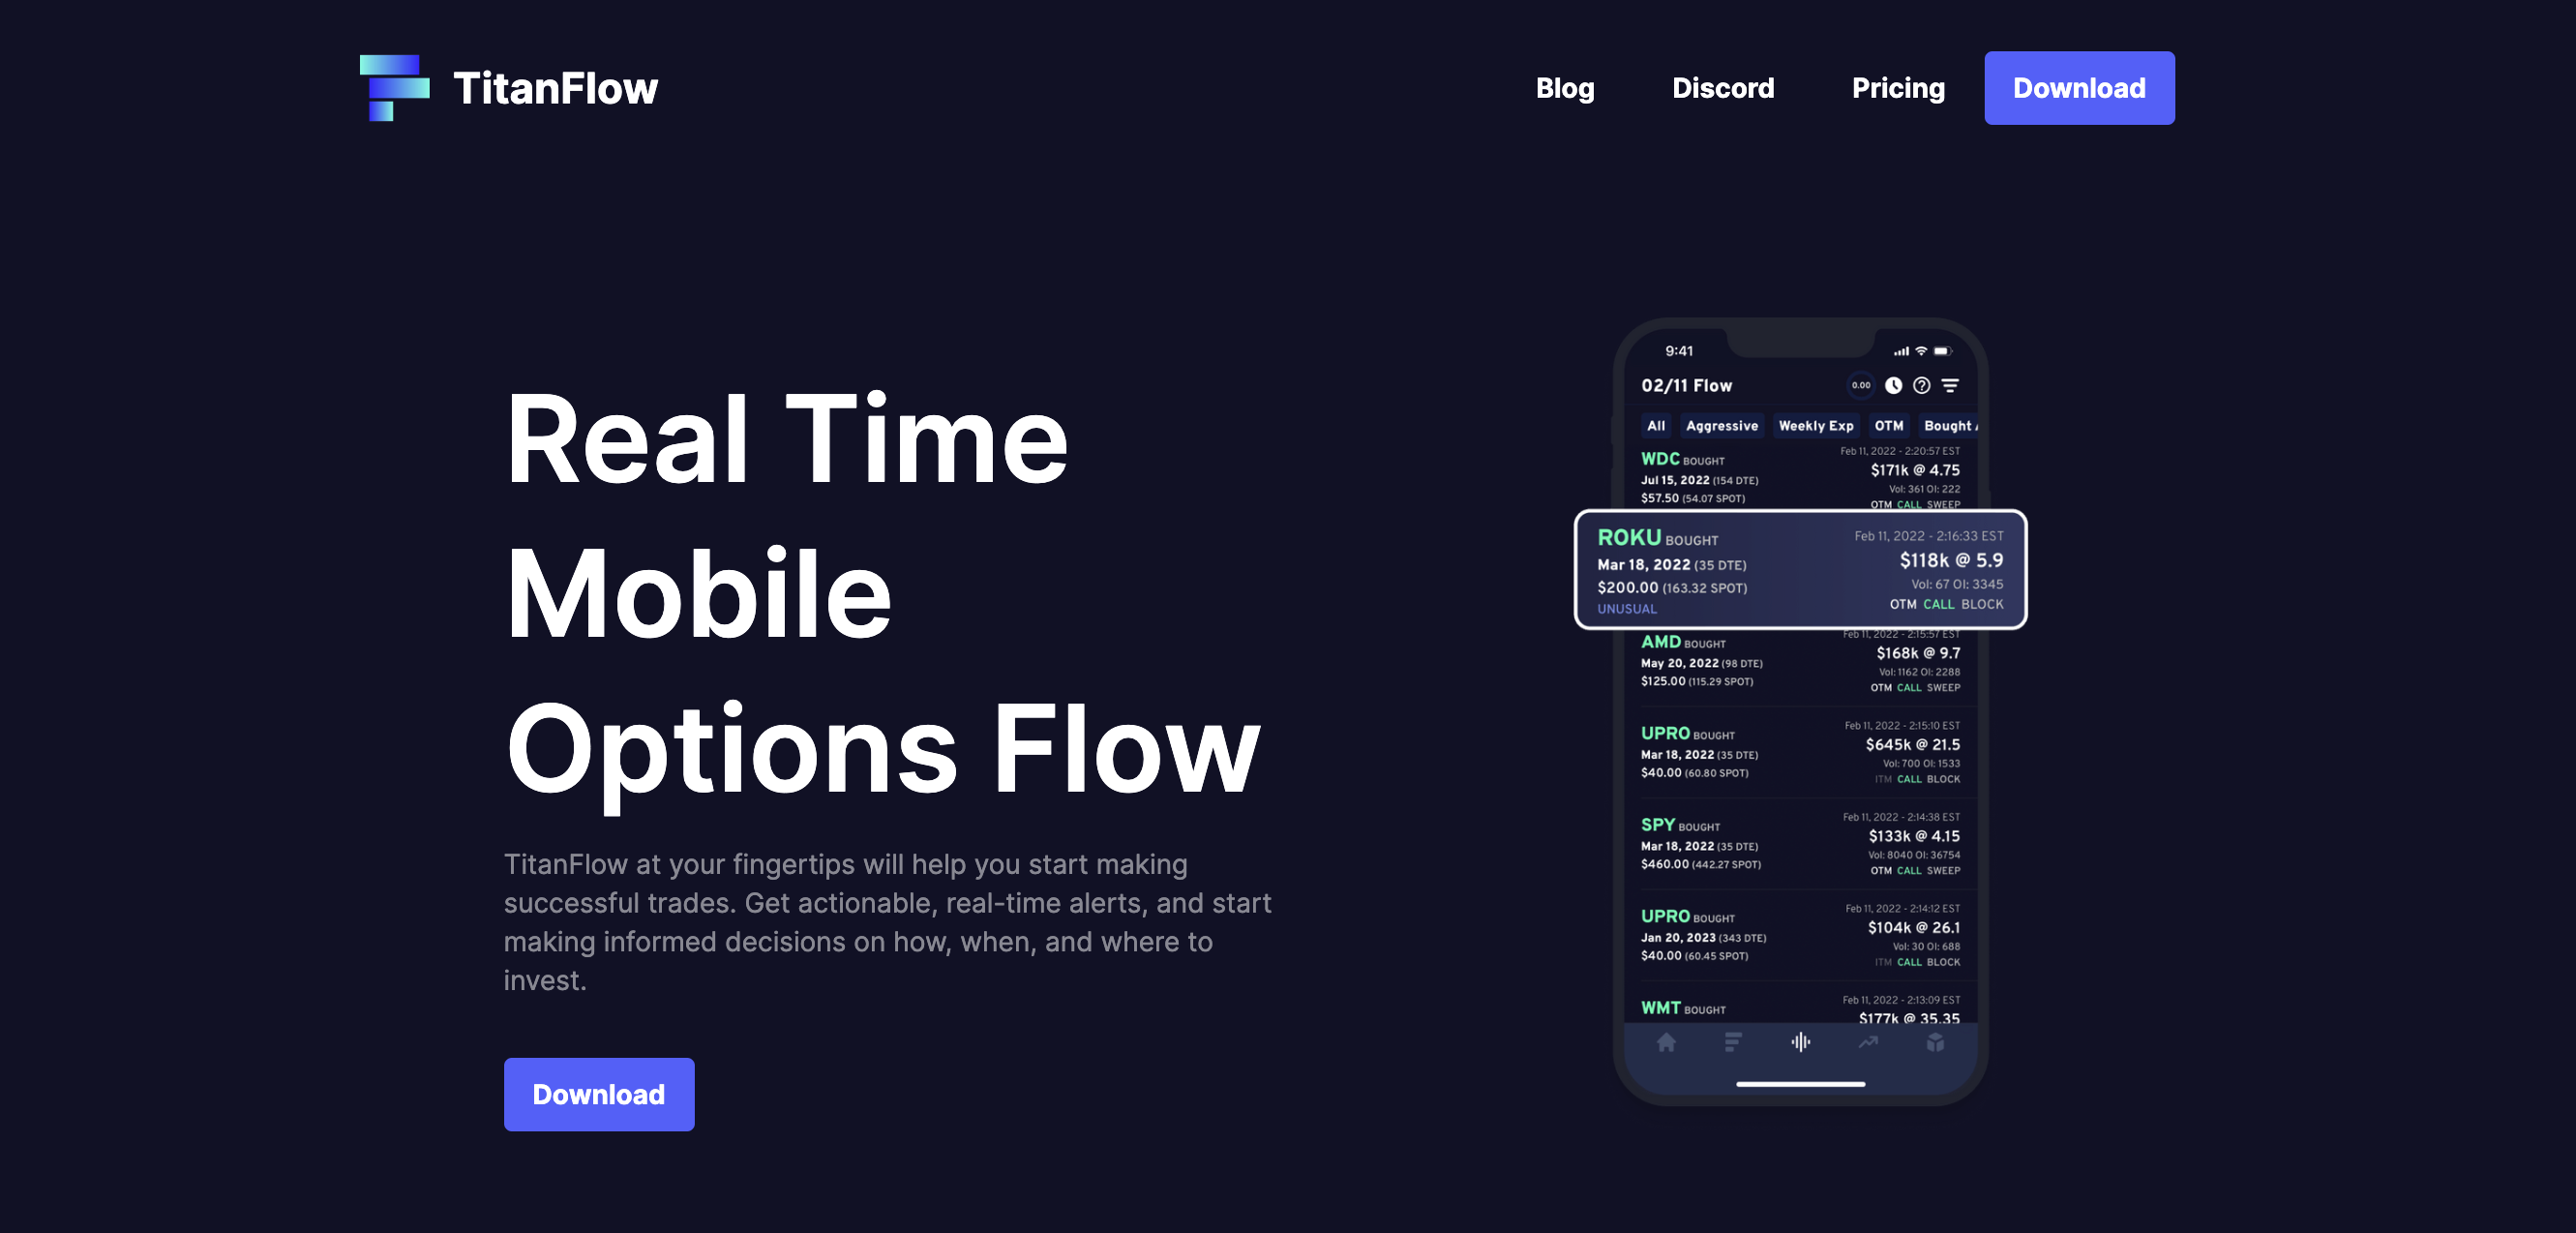 TitanFlow
Blog
Discord
Pricing
Download
Real Time
Mobile
Options Flow
TitanFlow at your fingertips will help you start making
successful trades. Get actionable, real-time alerts, and start
making informed decisions on how, when, and where to
invest.
Download
9:41
02/11 Flow
0.00
All
Aggressive
Weekly Exp
OTM
Bought
WDC BOUGHT
Feb 11, 2022 - 2:20:57 EST
$171k @ 4.75
Jul 15, 2022 (154 DTE)
Vol: 361 OI: 222
$57.50 (54.07 SPOT)
OTM CALL SWEEP
ROKU BOUGHT
Feb 11, 2022 - 2:16:33 EST
Mar 18, 2022 (35 DTE)
$118k @ 5.9
$200.00 (163.32 SPOT)
Vol: 67 OI: 3345
UNUSUAL
OTM CALL BLOCK
AMD BOUGHT
Feb 11, 2022 - 2:15:57 EST
$168k @ 9.7
May 20, 2022 (98 DTE)
Vol: 1162 OI: 2288
$125.00 (115.29 SPOT)
OTM CALL SWEEP
UPRO BOUGHT
Feb 11, 2022 - 2:15:10 EST
$645k @ 21.5
Mar 18, 2022 (35 DTE)
Vol: 700 OI: 1533
$40.00 (60.80 SPOT)
ITM CALL BLOCK
SPY BOUGHT
Feb 11, 2022 - 2:14:38 EST
$133k @ 4.15
Mar 18, 2022 (35 DTE)
Vol: 8040 OI: 36754
$460.00 (442.27 SPOT)
OTM CALL SWEEP
UPRO BOUGHT
Feb 11, 2022 - 2:14:12 EST
$104k @ 26.1
Jan 20, 2023 (343 DTE)
Vol: 30 OI: 688
$40.00 (60.45 SPOT)
ITM CALL BLOCK
WMT BOUGHT
Feb 11, 2022 - 2:13:09 EST
$177k @ 35.35